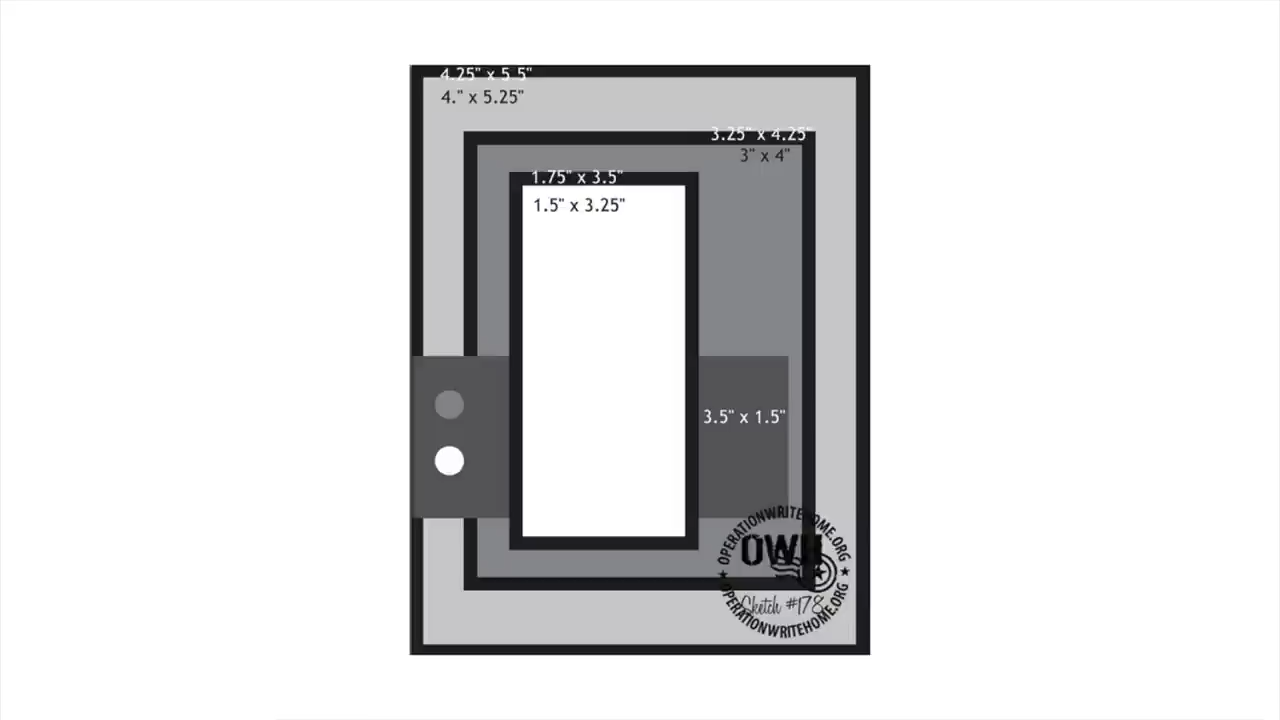 4.25" x 5.5"
4." x 5.25"
3.25" x 4.25"
3" x 4"
1.75" x 3.5"
1.5" x 3.25"
3.5" x 1.5"
OPERATIONWRITEHOME.ORG
OWH
Sketch #178
OPERATIONWRITEHOME.ORG